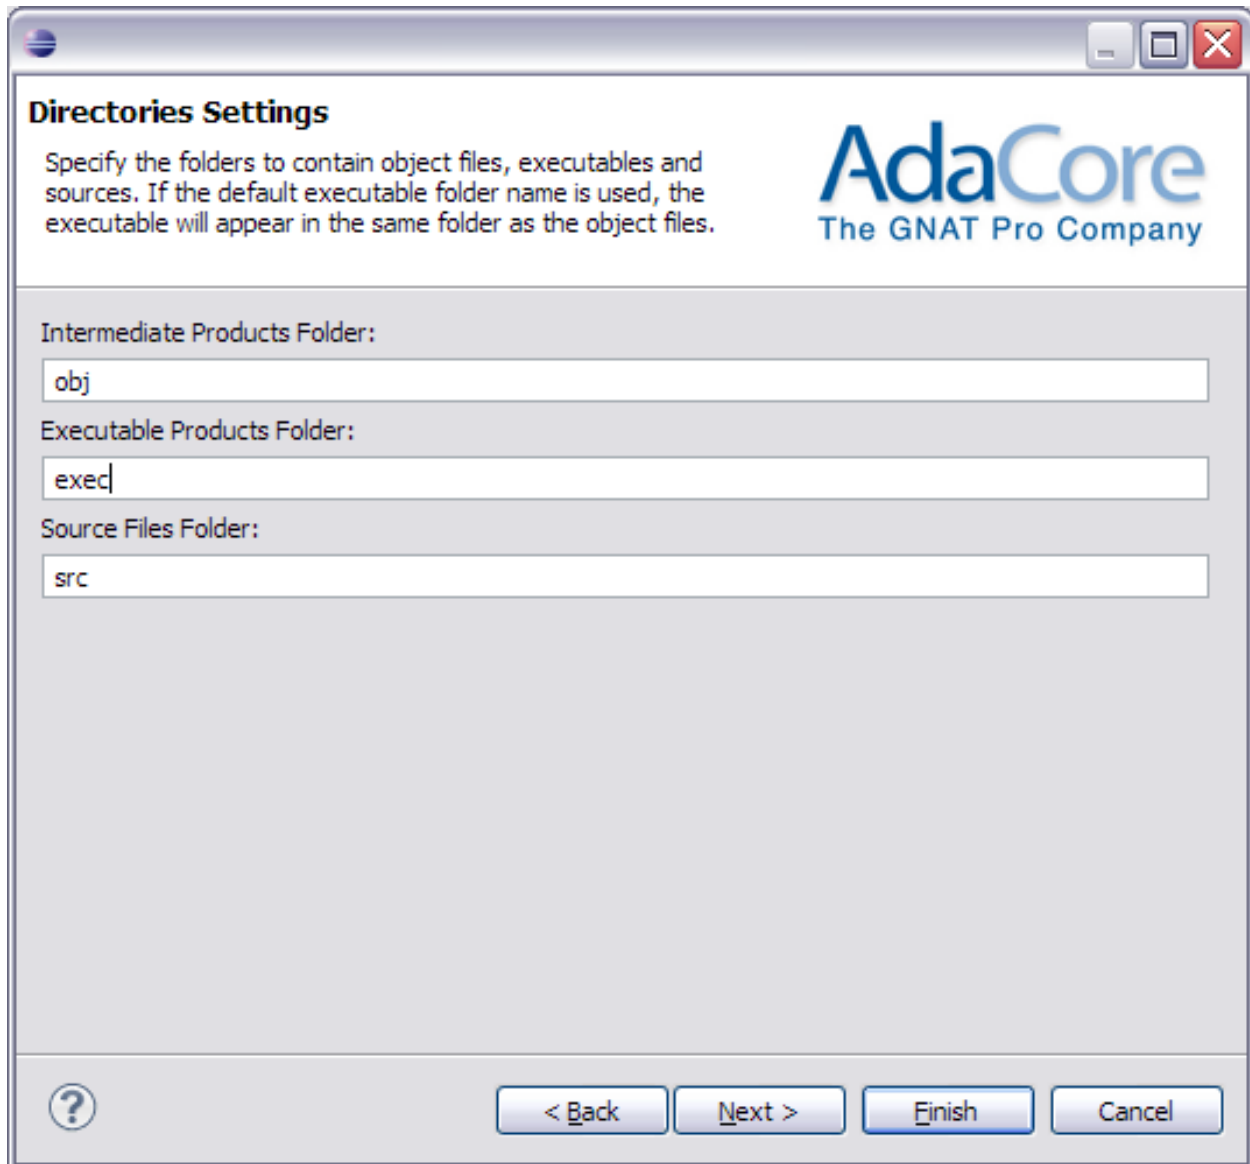 Directories Settings
Specify the folders to contain object files, executables and
sources. If the default executable folder name is used, the
executable will appear in the same folder as the object files.
AdaCore
The GNAT Pro Company
Intermediate Products Folder:
obj
Executable Products Folder:
exec
Source Files Folder:
src
?
< Back
Next >
Finish
Cancel